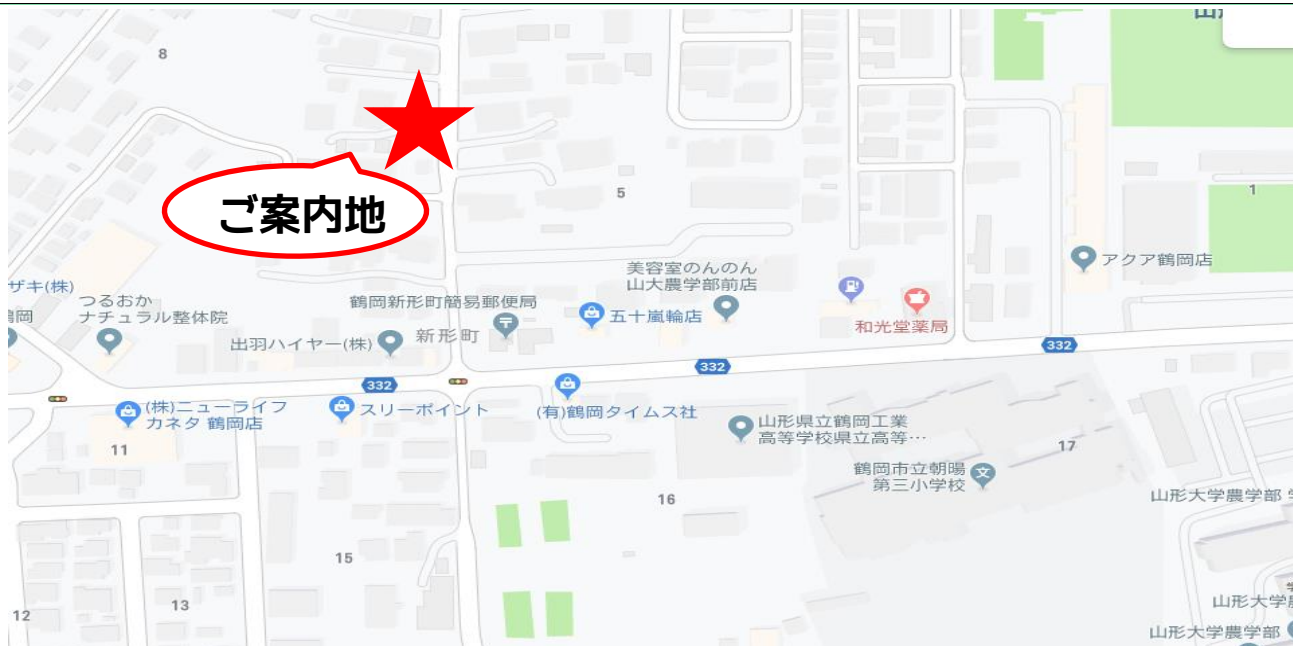 8
ご案内地
5
1
アクア鶴岡店
美容室のんのん
山大農学部前店
つるおか
ナチュラル整体院
鶴岡新形町簡易郵便局
五十嵐輪店
和光堂薬局
出羽ハイヤー(株)
新形町
332
332
332
(株)ニューライフ
カネタ 鶴岡店
スリーポイント
(有)鶴岡タイムス社
山形県立鶴岡工業
高等学校県立高等…
11
17
鶴岡市立朝暘
第三小学校
文
16
山形大学農学部
15
13
12
山形大学
山形大学農学部